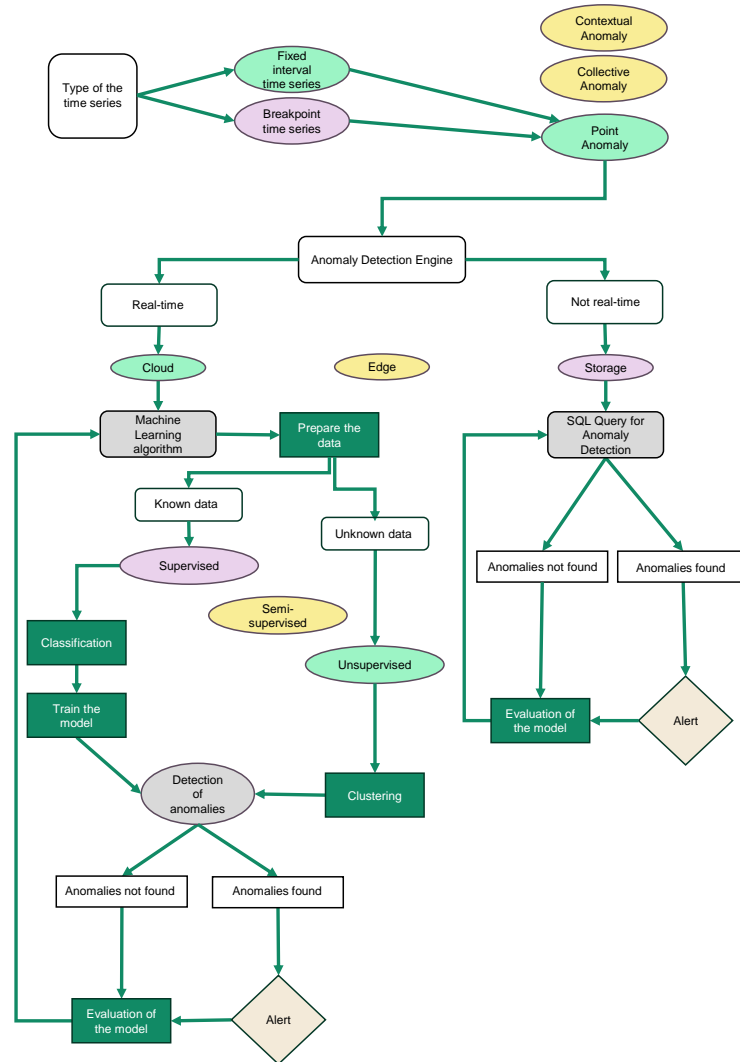 Contextual
Anomaly
Fixed
interval
time series
Type of the
time series
Collective
Anomaly
Breakpoint
time series
Point
Anomaly
Anomaly Detection Engine
Real-time
Not real-time
Cloud
Edge
Storage
Machine
Learning
algorithm
Prepare the
data
SQL Query for
Anomaly
Detection
Known data
Unknown data
Supervised
Anomalies not found
Anomalies found
Semi-
supervised
Classification
Unsupervised
Train the
model
Evaluation of
the model
Alert
Detection
of
anomalies
Clustering
Anomalies not found
Anomalies found
Evaluation of
the model
Alert